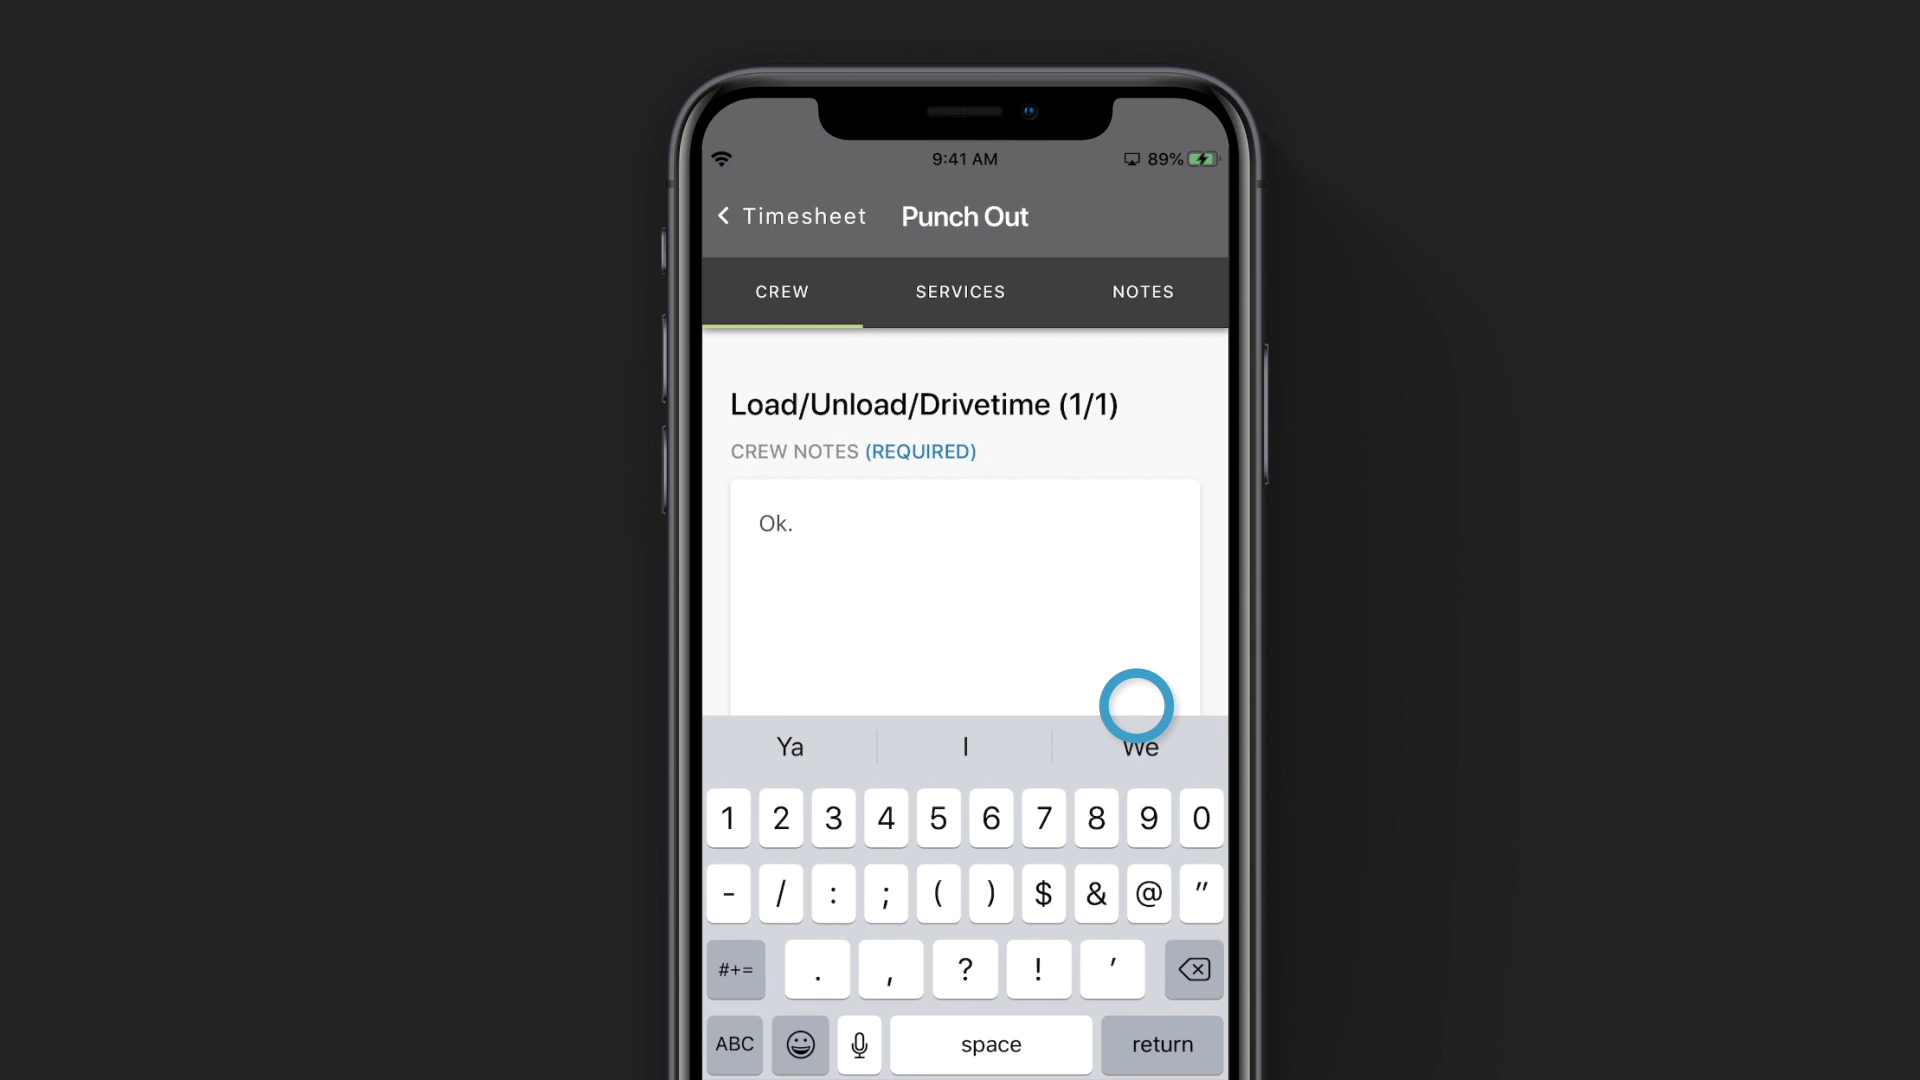 9:41 AM 89%
Timesheet Punch Out
CREW SERVICES NOTES
Load/Unload/Drivetime (1/1)
CREW NOTES (REQUIRED)
Ok.
Ya I We
1 2 3 4 5 6 7 8 9 0
- / : ; ( ) $ & @ "
#+= . , ? ! '
ABC space return